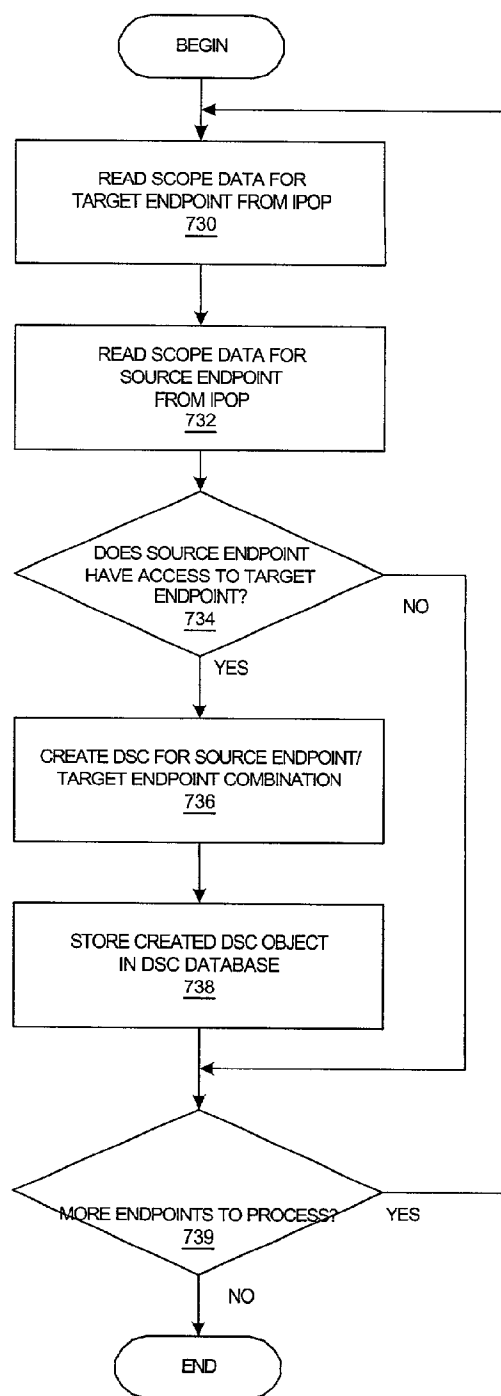 BEGIN
READ SCOPE DATA FOR
TARGET ENDPOINT FROM IPOP
730
READ SCOPE DATA FOR
SOURCE ENDPOINT
FROM IPOP
732
DOES SOURCE ENDPOINT
HAVE ACCESS TO TARGET
ENDPOINT?
734
NO
YES
CREATE DSC FOR SOURCE ENDPOINT/
TARGET ENDPOINT COMBINATION
736
STORE CREATED DSC OBJECT
IN DSC DATABASE
738
MORE ENDPOINTS TO PROCESS?
739
YES
NO
END